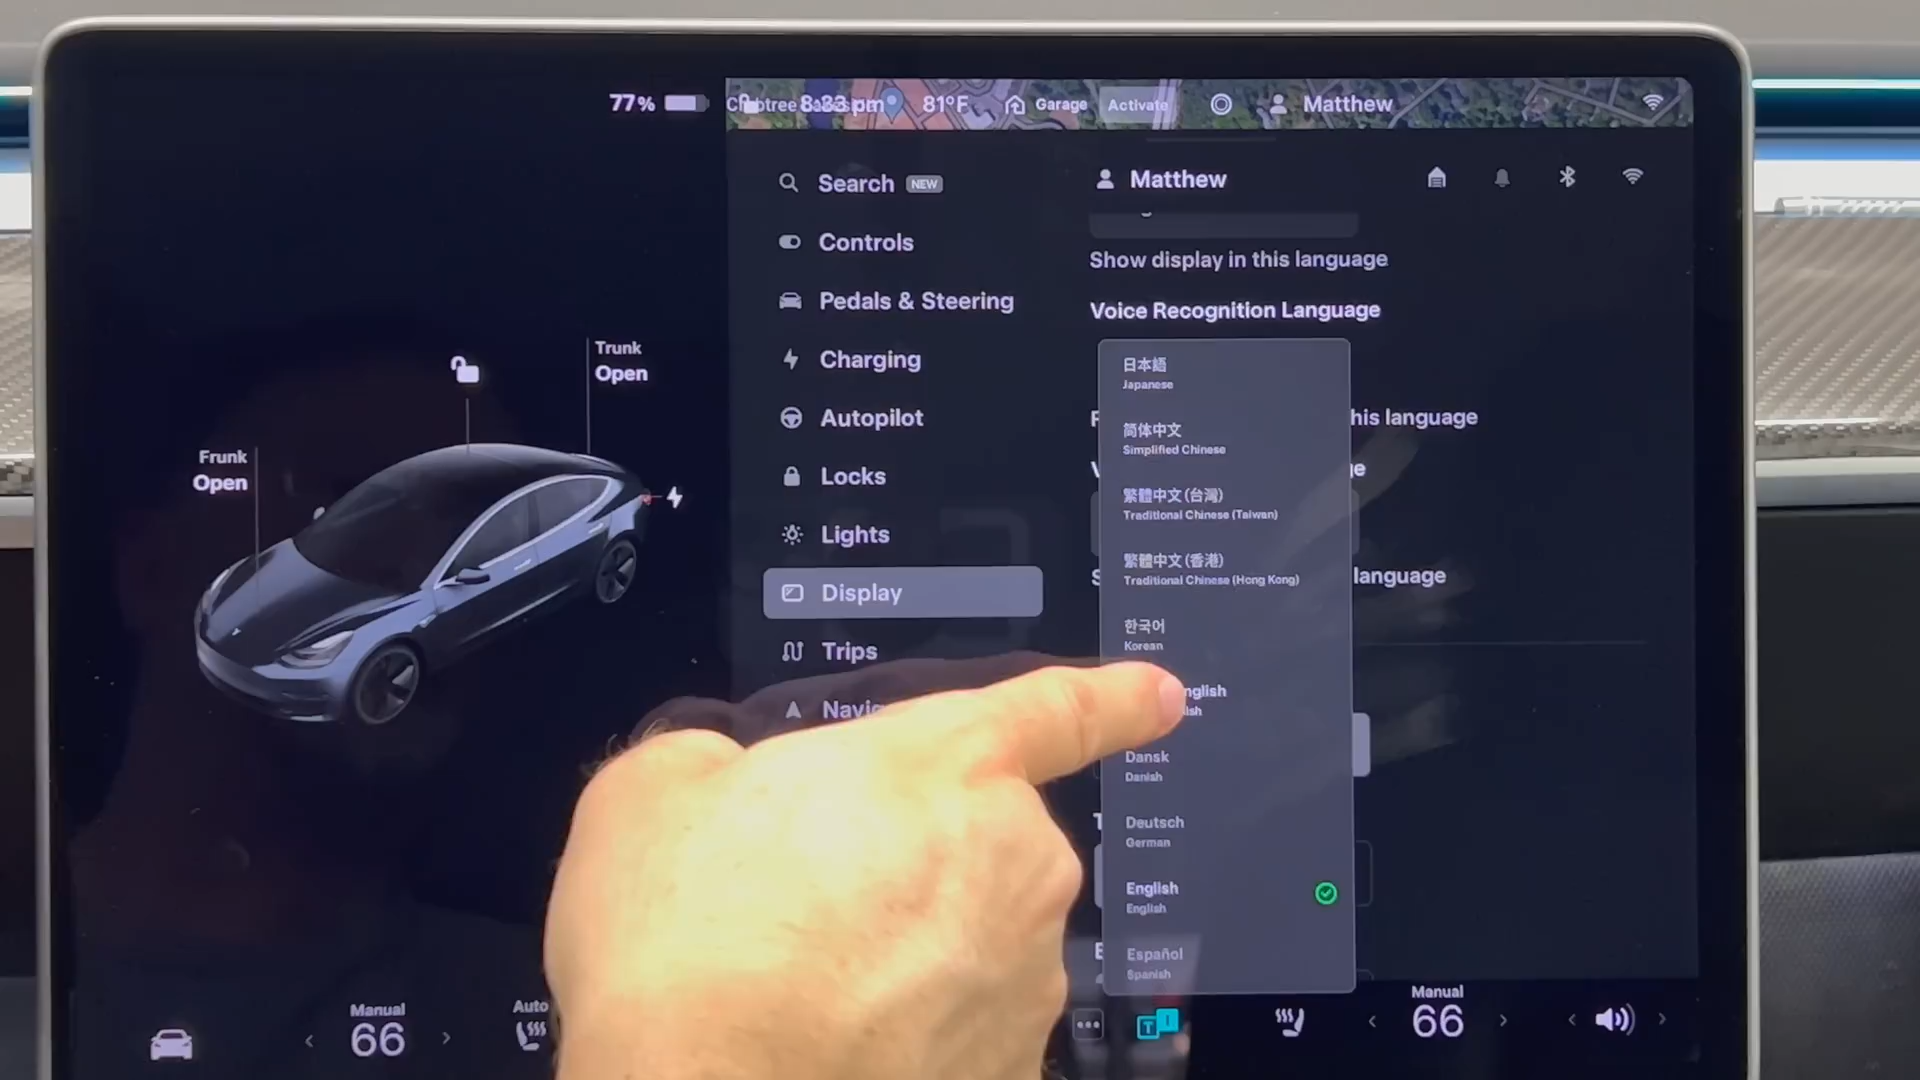 77%
8:33 pm
81°F
Garage
Activate
Matthew
Search NEW
Controls
Pedals & Steering
Charging
Autopilot
Locks
Lights
Display
Trips
Trunk
Open
Frunk
Open
Matthew
Show display in this language
Voice Recognition Language
his language
language
日本語
Japanese
简体中文
Simplified Chinese
繁體中文 (台灣)
Traditional Chinese (Taiwan)
繁體中文 (香港)
Traditional Chinese (Hong Kong)
한국어
Korean
nglish
Dansk
Danish
Deutsch
German
English
English
Español
Spanish
Manual
66
Auto
Manual
66